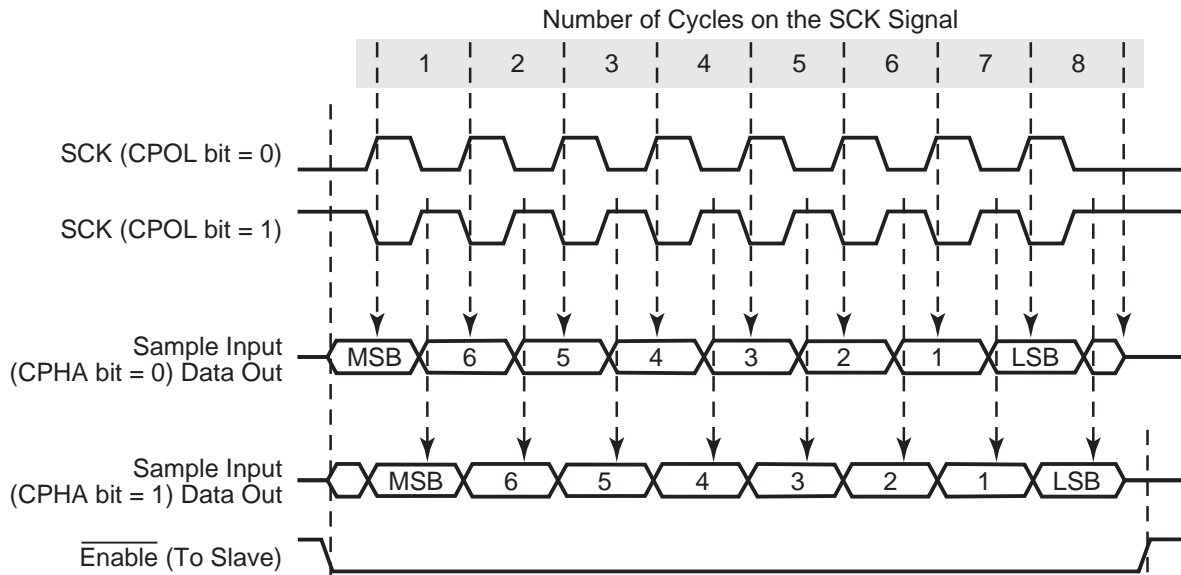 Number of Cycles on the SCK Signal
1 2 3 4 5 6 7 8
SCK (CPOL bit = 0)
SCK (CPOL bit = 1)
Sample Input
(CPHA bit = 0) Data Out
MSB 6 5 4 3 2 1 LSB
Sample Input
(CPHA bit = 1) Data Out
MSB 6 5 4 3 2 1 LSB
Enable (To Slave)